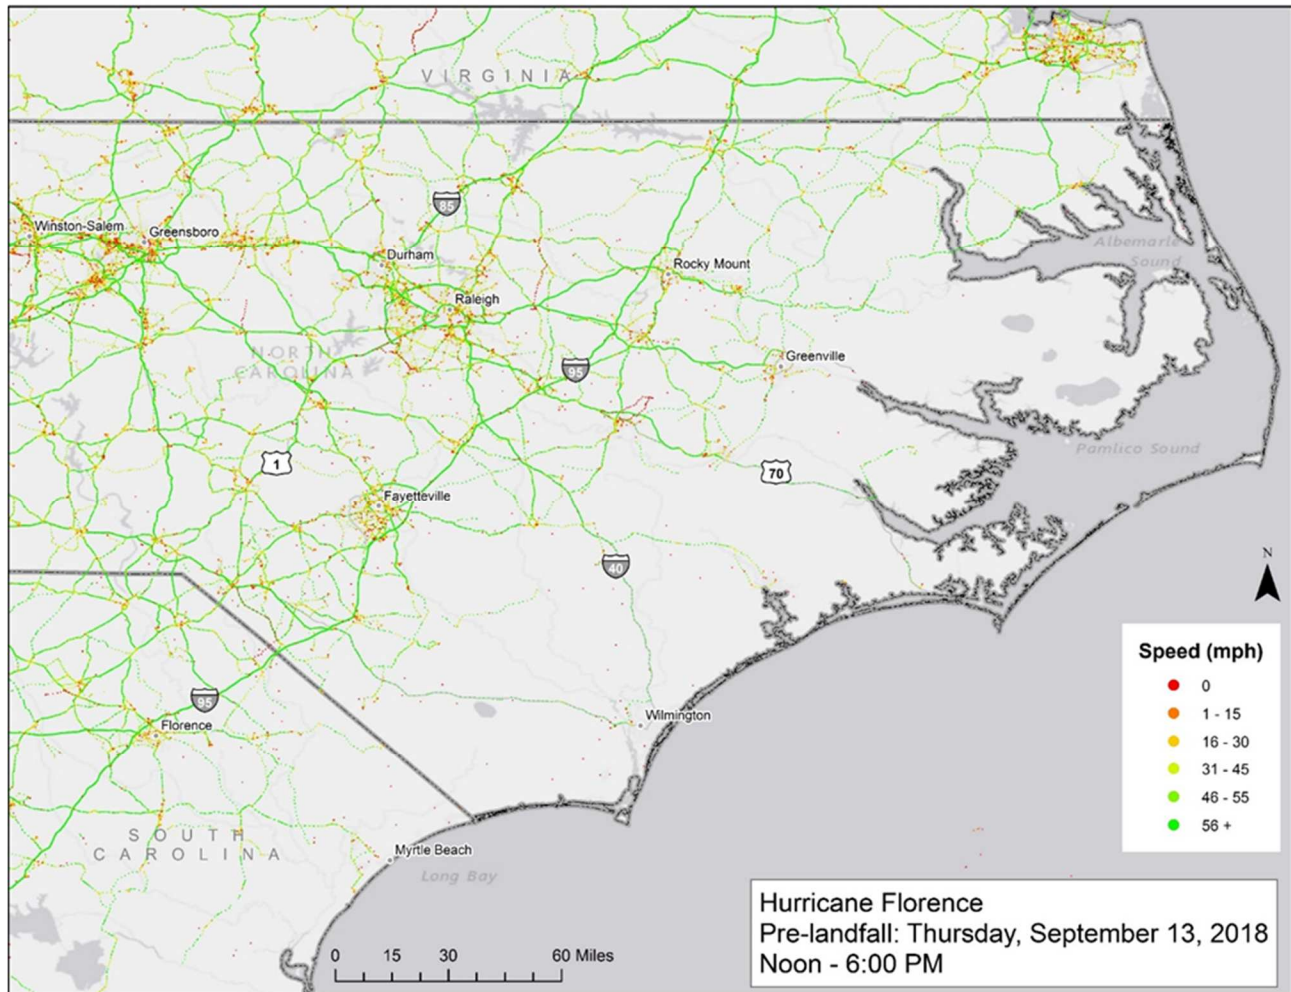 VIRGINIA
85
Winston-Salem
Greensboro
Durham
Rocky Mount
Albemarle
Sound
Raleigh
NORTH
CAROLINA
95
Greenville
1
70
Pamlico Sound
Fayetteville
40
N
95
Florence
Wilmington
Speed (mph)
0
1 - 15
16 - 30
31 - 45
46 - 55
56 +
SOUTH
CAROLINA
Myrtle Beach
Long Bay
Hurricane Florence
Pre-landfall: Thursday, September 13, 2018
Noon - 6:00 PM
0 15 30 60 Miles